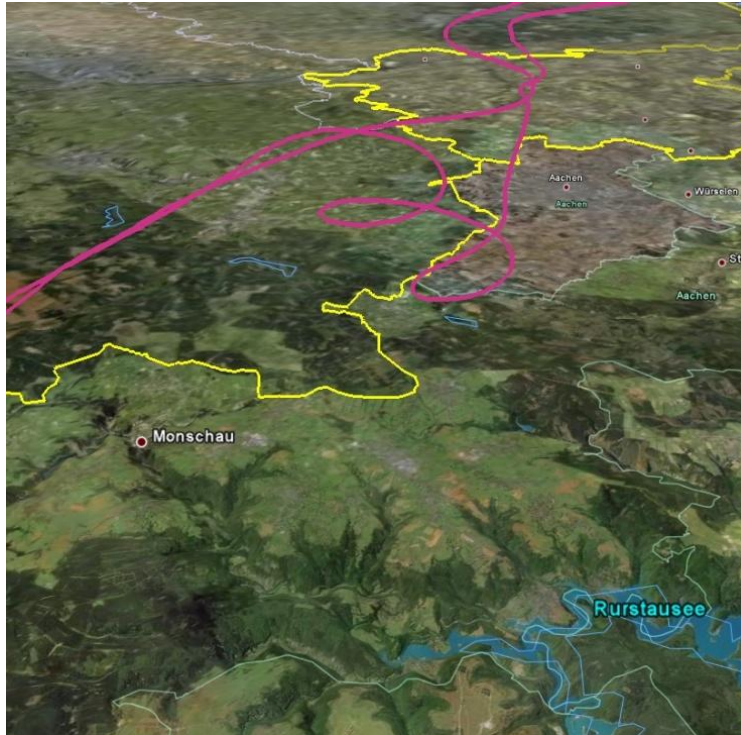 Aachen
Aachen
Würselen
St
Aachen
Monschau
Rurstausee